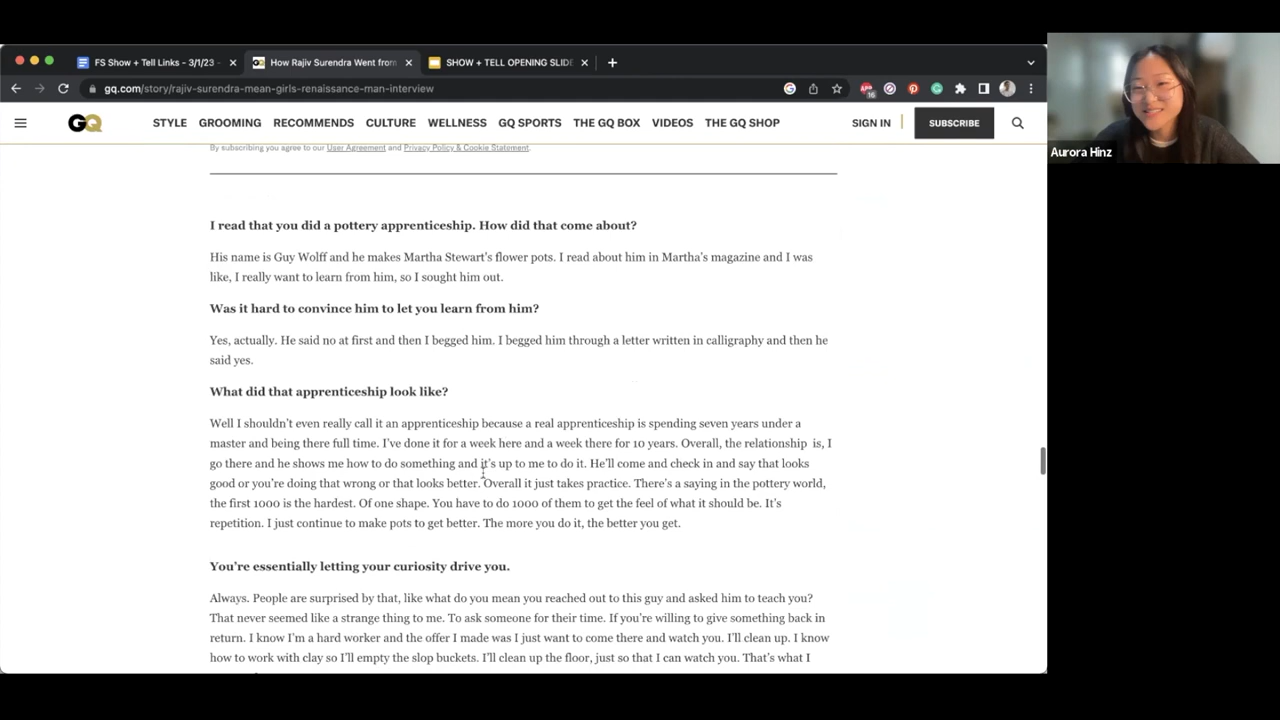 FS Show + Tell Links - 3/1/23
How Rajiv Surendra Went from
SHOW + TELL OPENING SLIDE
gq.com/story/rajiv-surendra-mean-girls-renaissance-man-interview
16
GQ STYLE GROOMING RECOMMENDS CULTURE WELLNESS GQ SPORTS THE GQ BOX VIDEOS THE GQ SHOP SIGN IN SUBSCRIBE
Aurora Hinz
By subscribing you agree to our User Agreement and Privacy Policy & Cookie Statement.
I read that you did a pottery apprenticeship. How did that come about?
His name is Guy Wolff and he makes Martha Stewart's flower pots. I read about him in Martha's magazine and I was
like, I really want to learn from him, so I sought him out.
Was it hard to convince him to let you learn from him?
Yes, actually. He said no at first and then I begged him. I begged him through a letter written in calligraphy and then he
said yes.
What did that apprenticeship look like?
Well I shouldn't even really call it an apprenticeship because a real apprenticeship is spending seven years under a
master and being there full time. I've done it for a week here and a week there for 10 years. Overall, the relationship is, I
go there and he shows me how to do something and it's up to me to do it. He'll come and check in and say that looks
good or you're doing that wrong or that looks better. Overall it just takes practice. There's a saying in the pottery world,
the first 1000 is the hardest. Of one shape. You have to do 1000 of them to get the feel of what it should be. It's
repetition. I just continue to make pots to get better. The more you do it, the better you get.
You're essentially letting your curiosity drive you.
Always. People are surprised by that, like what do you mean you reached out to this guy and asked him to teach you?
That never seemed like a strange thing to me. To ask someone for their time. If you're willing to give something back in
return. I know I'm a hard worker and the offer I made was I just want to come there and watch you. I'll clean up. I know
how to work with clay so I'll empty the slop buckets. I'll clean up the floor, just so that I can watch you. That's what I